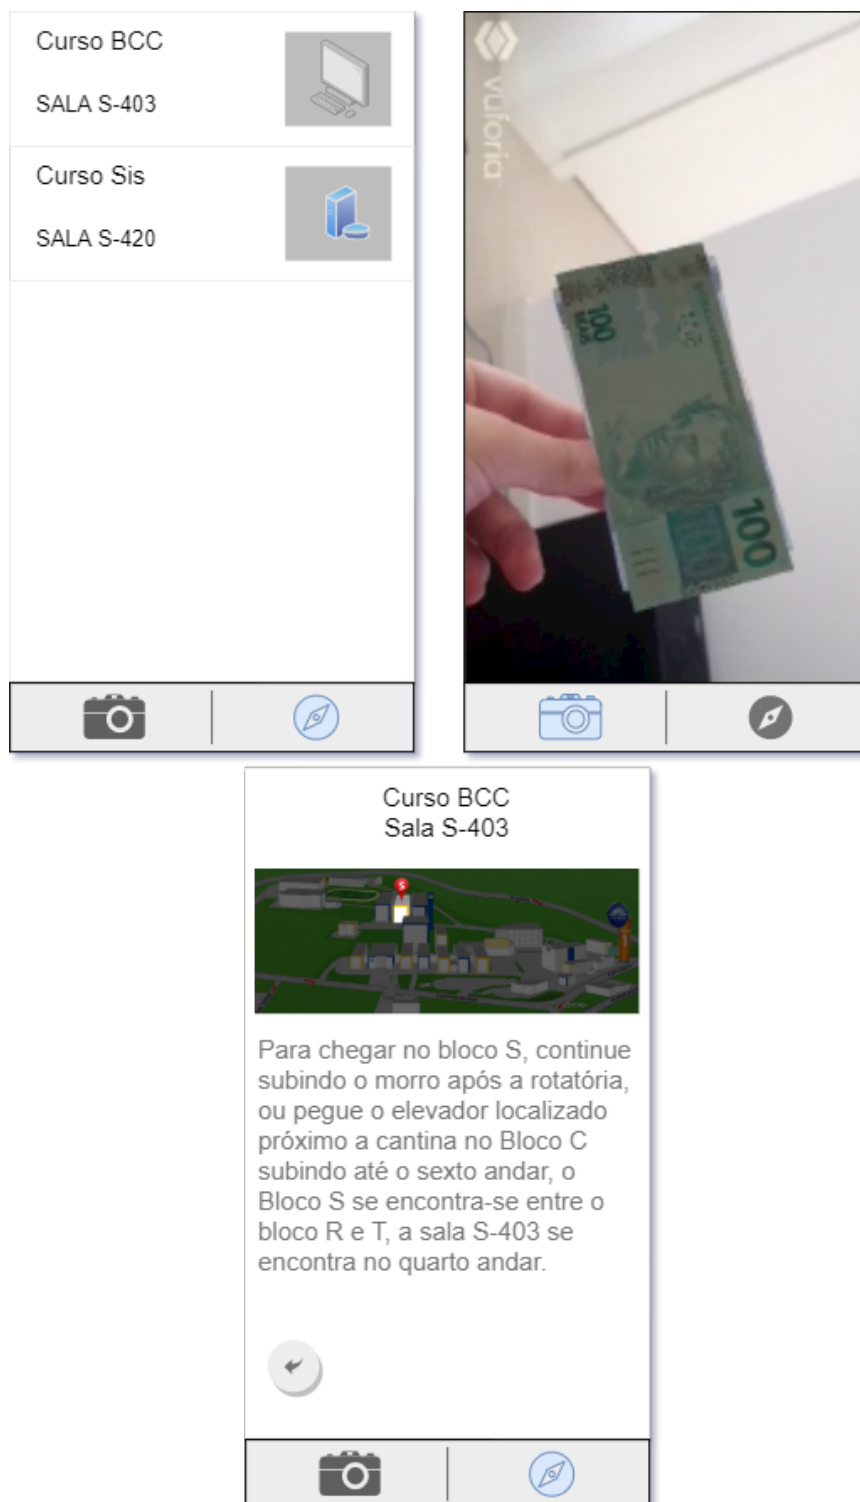 Curso BCC
SALA S-403
Curso Sis
SALA S-420
vuforia
100
REAIS
100
Curso BCC
Sala S-403
S
Para chegar no bloco S, continue
subindo o morro após a rotatória,
ou pegue o elevador localizado
próximo a cantina no Bloco C
subindo até o sexto andar, o
Bloco S se encontra-se entre o
bloco R e T, a sala S-403 se
encontra no quarto andar.